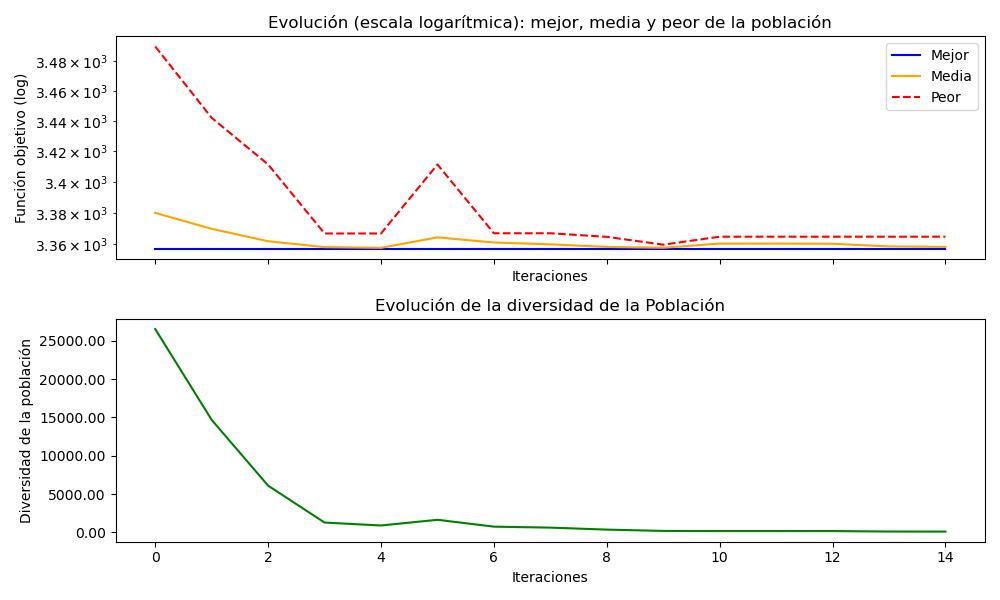 Evolución (escala logarítmica): mejor, media y peor de la población
Función objetivo (log)
3.48 × 10³
3.46 × 10³
3.44 × 10³
3.42 × 10³
3.4 × 10³
3.38 × 10³
3.36 × 10³
Mejor
Media
Peor
Iteraciones
Evolución de la diversidad de la Población
Diversidad de la población
25000.00
20000.00
15000.00
10000.00
5000.00
0.00
0 2 4 6 8 10 12 14
Iteraciones